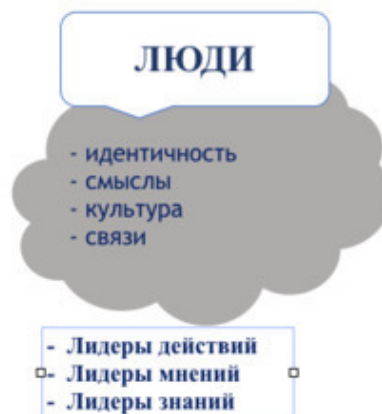 ЛЮДИ
- идентичность
- смыслы
- культура
- связи
- Лидеры действий
- Лидеры мнений
- Лидеры знаний